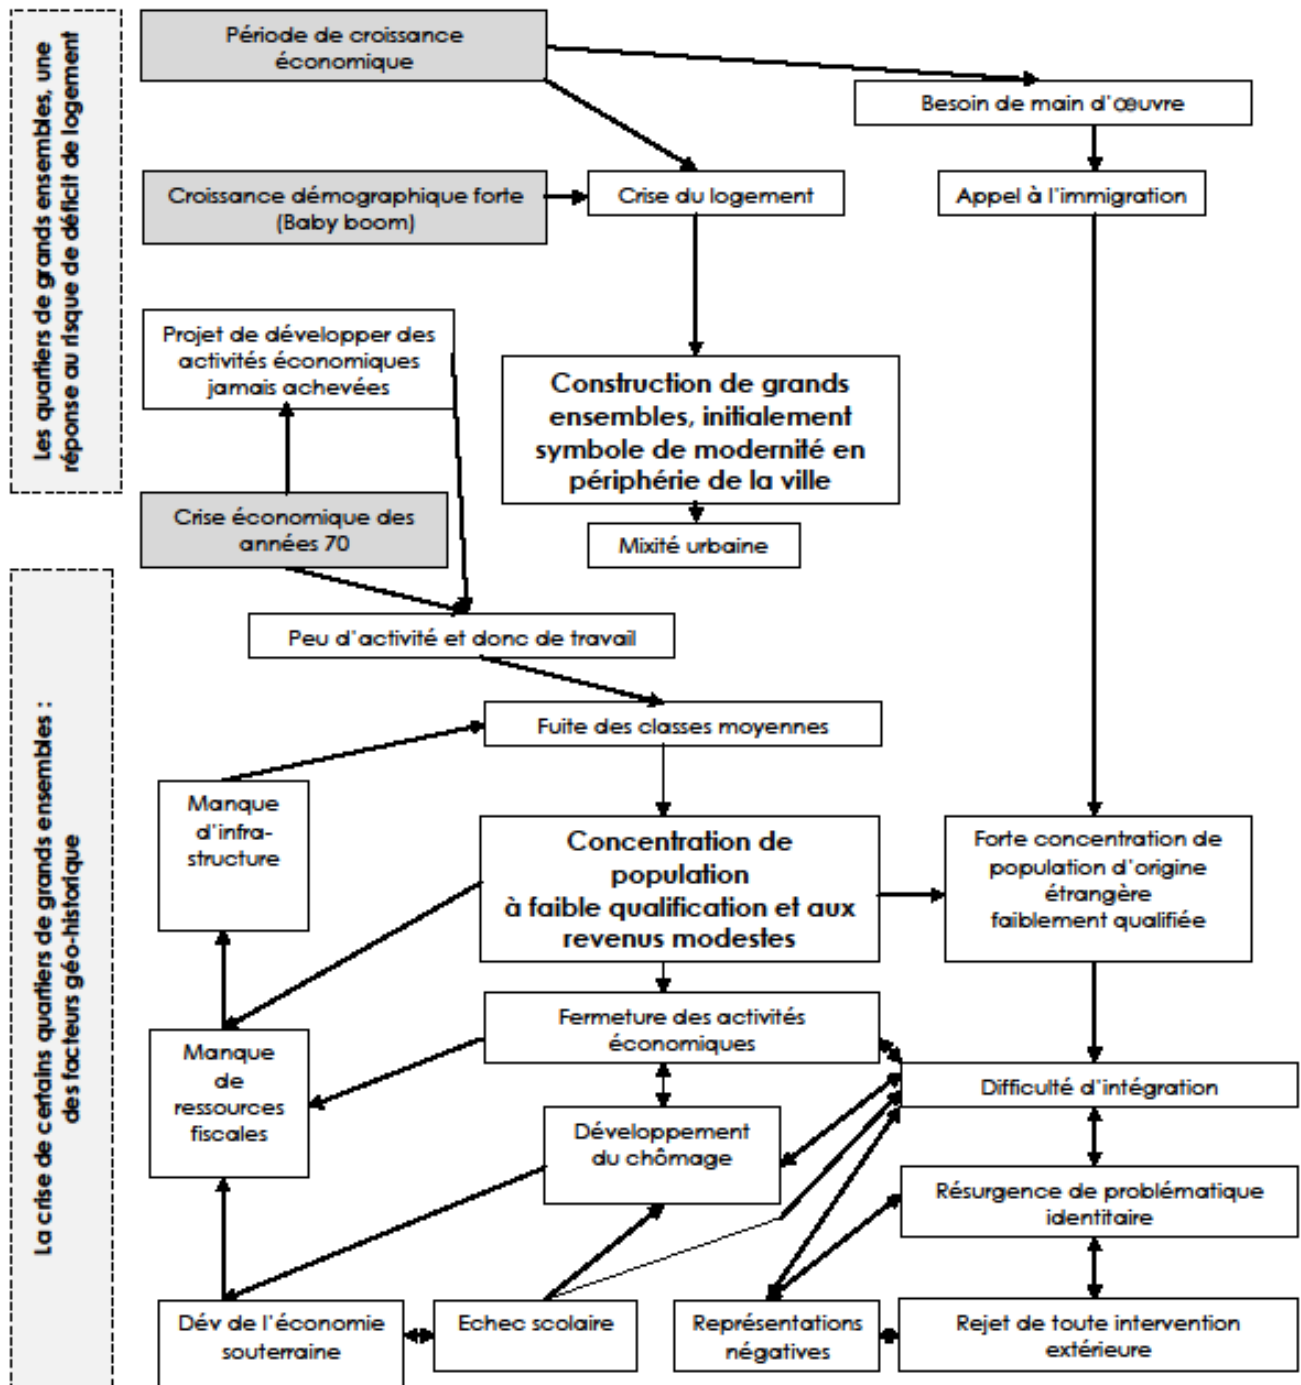 Les quartiers de grands ensembles, une
réponse au risque de déficit de logement
Période de croissance
économique
Besoin de main d'œuvre
Croissance démographique forte
(Baby boom)
Crise du logement
Appel à l'immigration
Projet de développer des
activités économiques
jamais achevées
Construction de grands
ensembles, initialement
symbole de modernité en
périphérie de la ville
Crise économique des
années 70
Mixité urbaine
La crise de certains quartiers de grands ensembles :
des facteurs géo-historique
Peu d'activité et donc de travail
Fuite des classes moyennes
Manque
d'infra-
structure
Concentration de
population
à faible qualification et aux
revenus modestes
Forte concentration de
population d'origine
étrangère
faiblement qualifiée
Manque
de
ressources
fiscales
Fermeture des activités
économiques
Difficulté d'intégration
Développement
du chômage
Résurgence de problématique
identitaire
Dév de l'économie
souterraine
Echec scolaire
Représentations
négatives
Rejet de toute intervention
extérieure